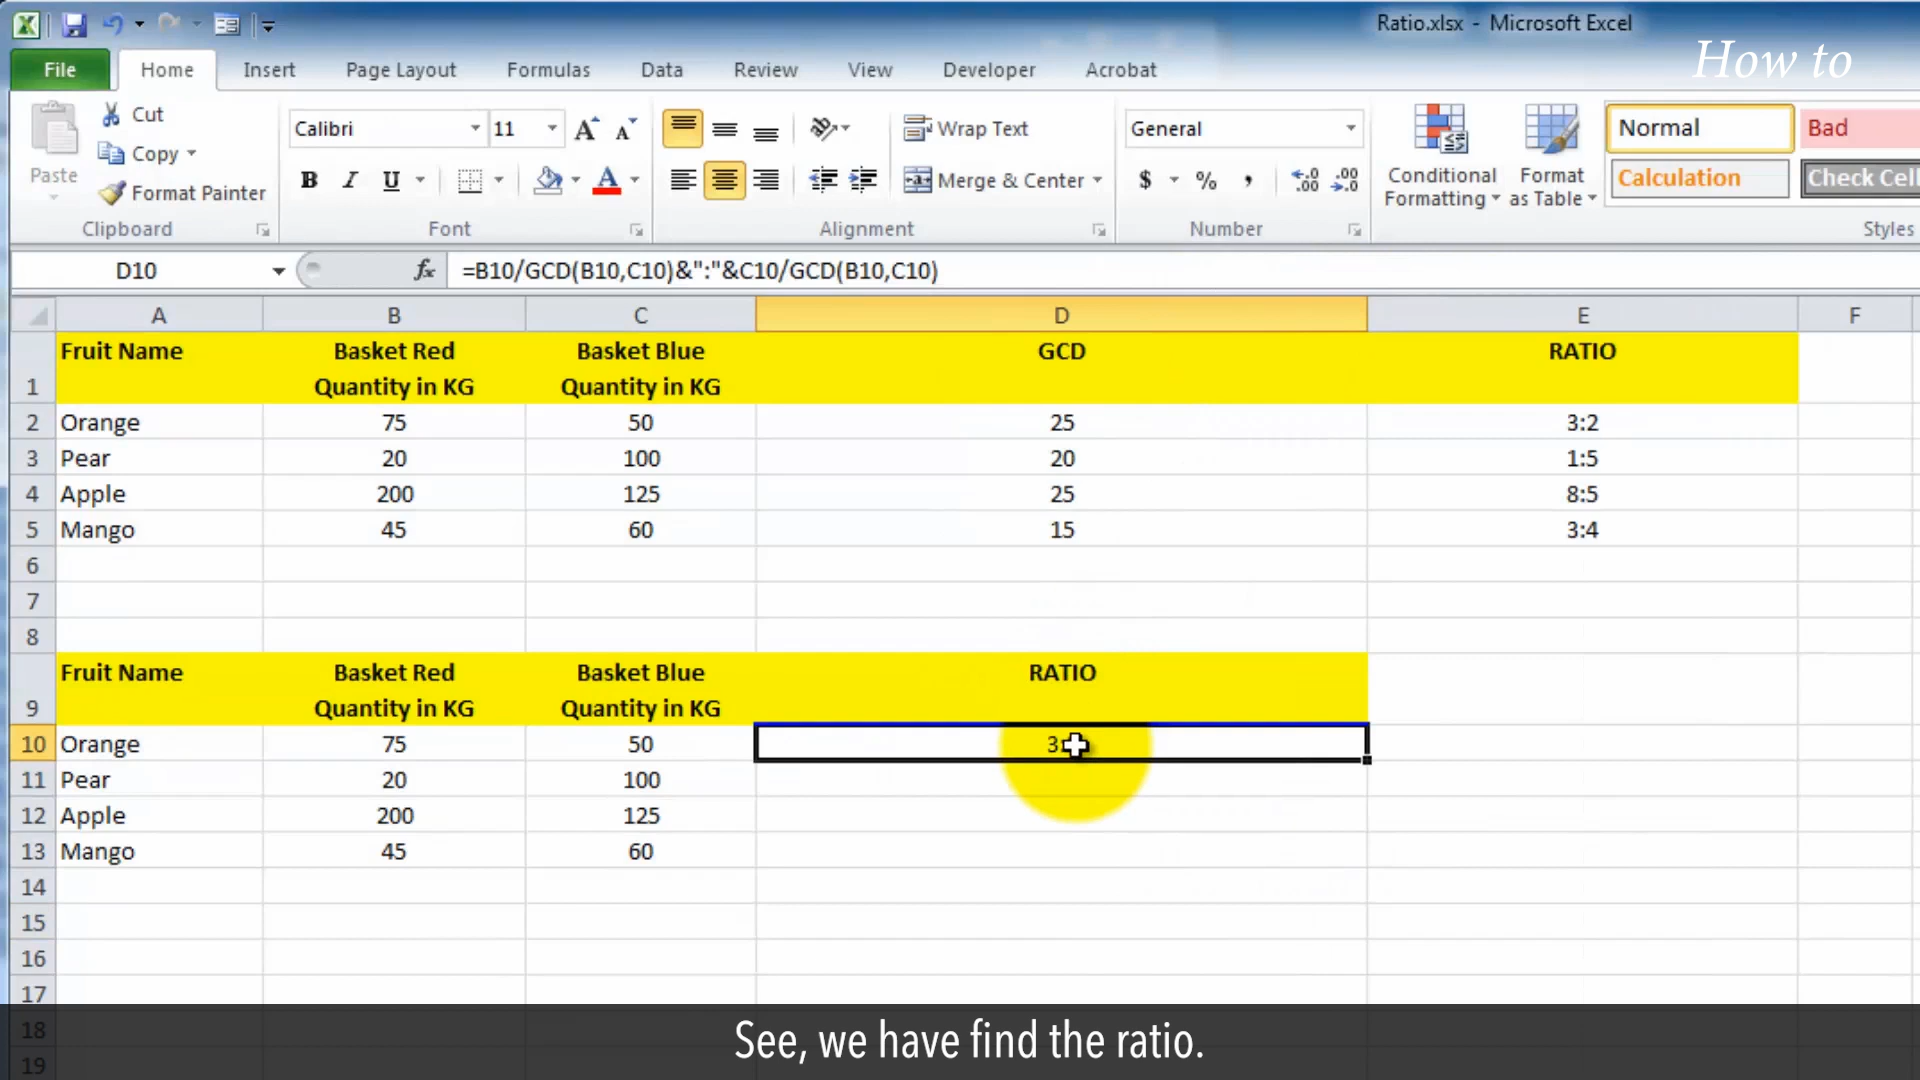 Ratio.xlsx - Microsoft Excel
How to
File Home Insert Page Layout Formulas Data Review View Developer Acrobat
Paste
Cut
Copy
Format Painter
Clipboard
Calibri 11
B I U
Font
Wrap Text
Merge & Center
Alignment
General
$ % ,
Number
Conditional Formatting
Format as Table
Normal Bad
Calculation Check Cell
Styles
D10 fx =B10/GCD(B10,C10)&":"&C10/GCD(B10,C10)
A B C D E F
Fruit Name Basket Red Basket Blue GCD RATIO
1 Quantity in KG Quantity in KG
2 Orange 75 50 25 3:2
3 Pear 20 100 20 1:5
4 Apple 200 125 25 8:5
5 Mango 45 60 15 3:4
6
7
8
Fruit Name Basket Red Basket Blue RATIO
9 Quantity in KG Quantity in KG
10 Orange 75 50
11 Pear 20 100
12 Apple 200 125
13 Mango 45 60
14
15
16
17
18
19
See, we have find the ratio.